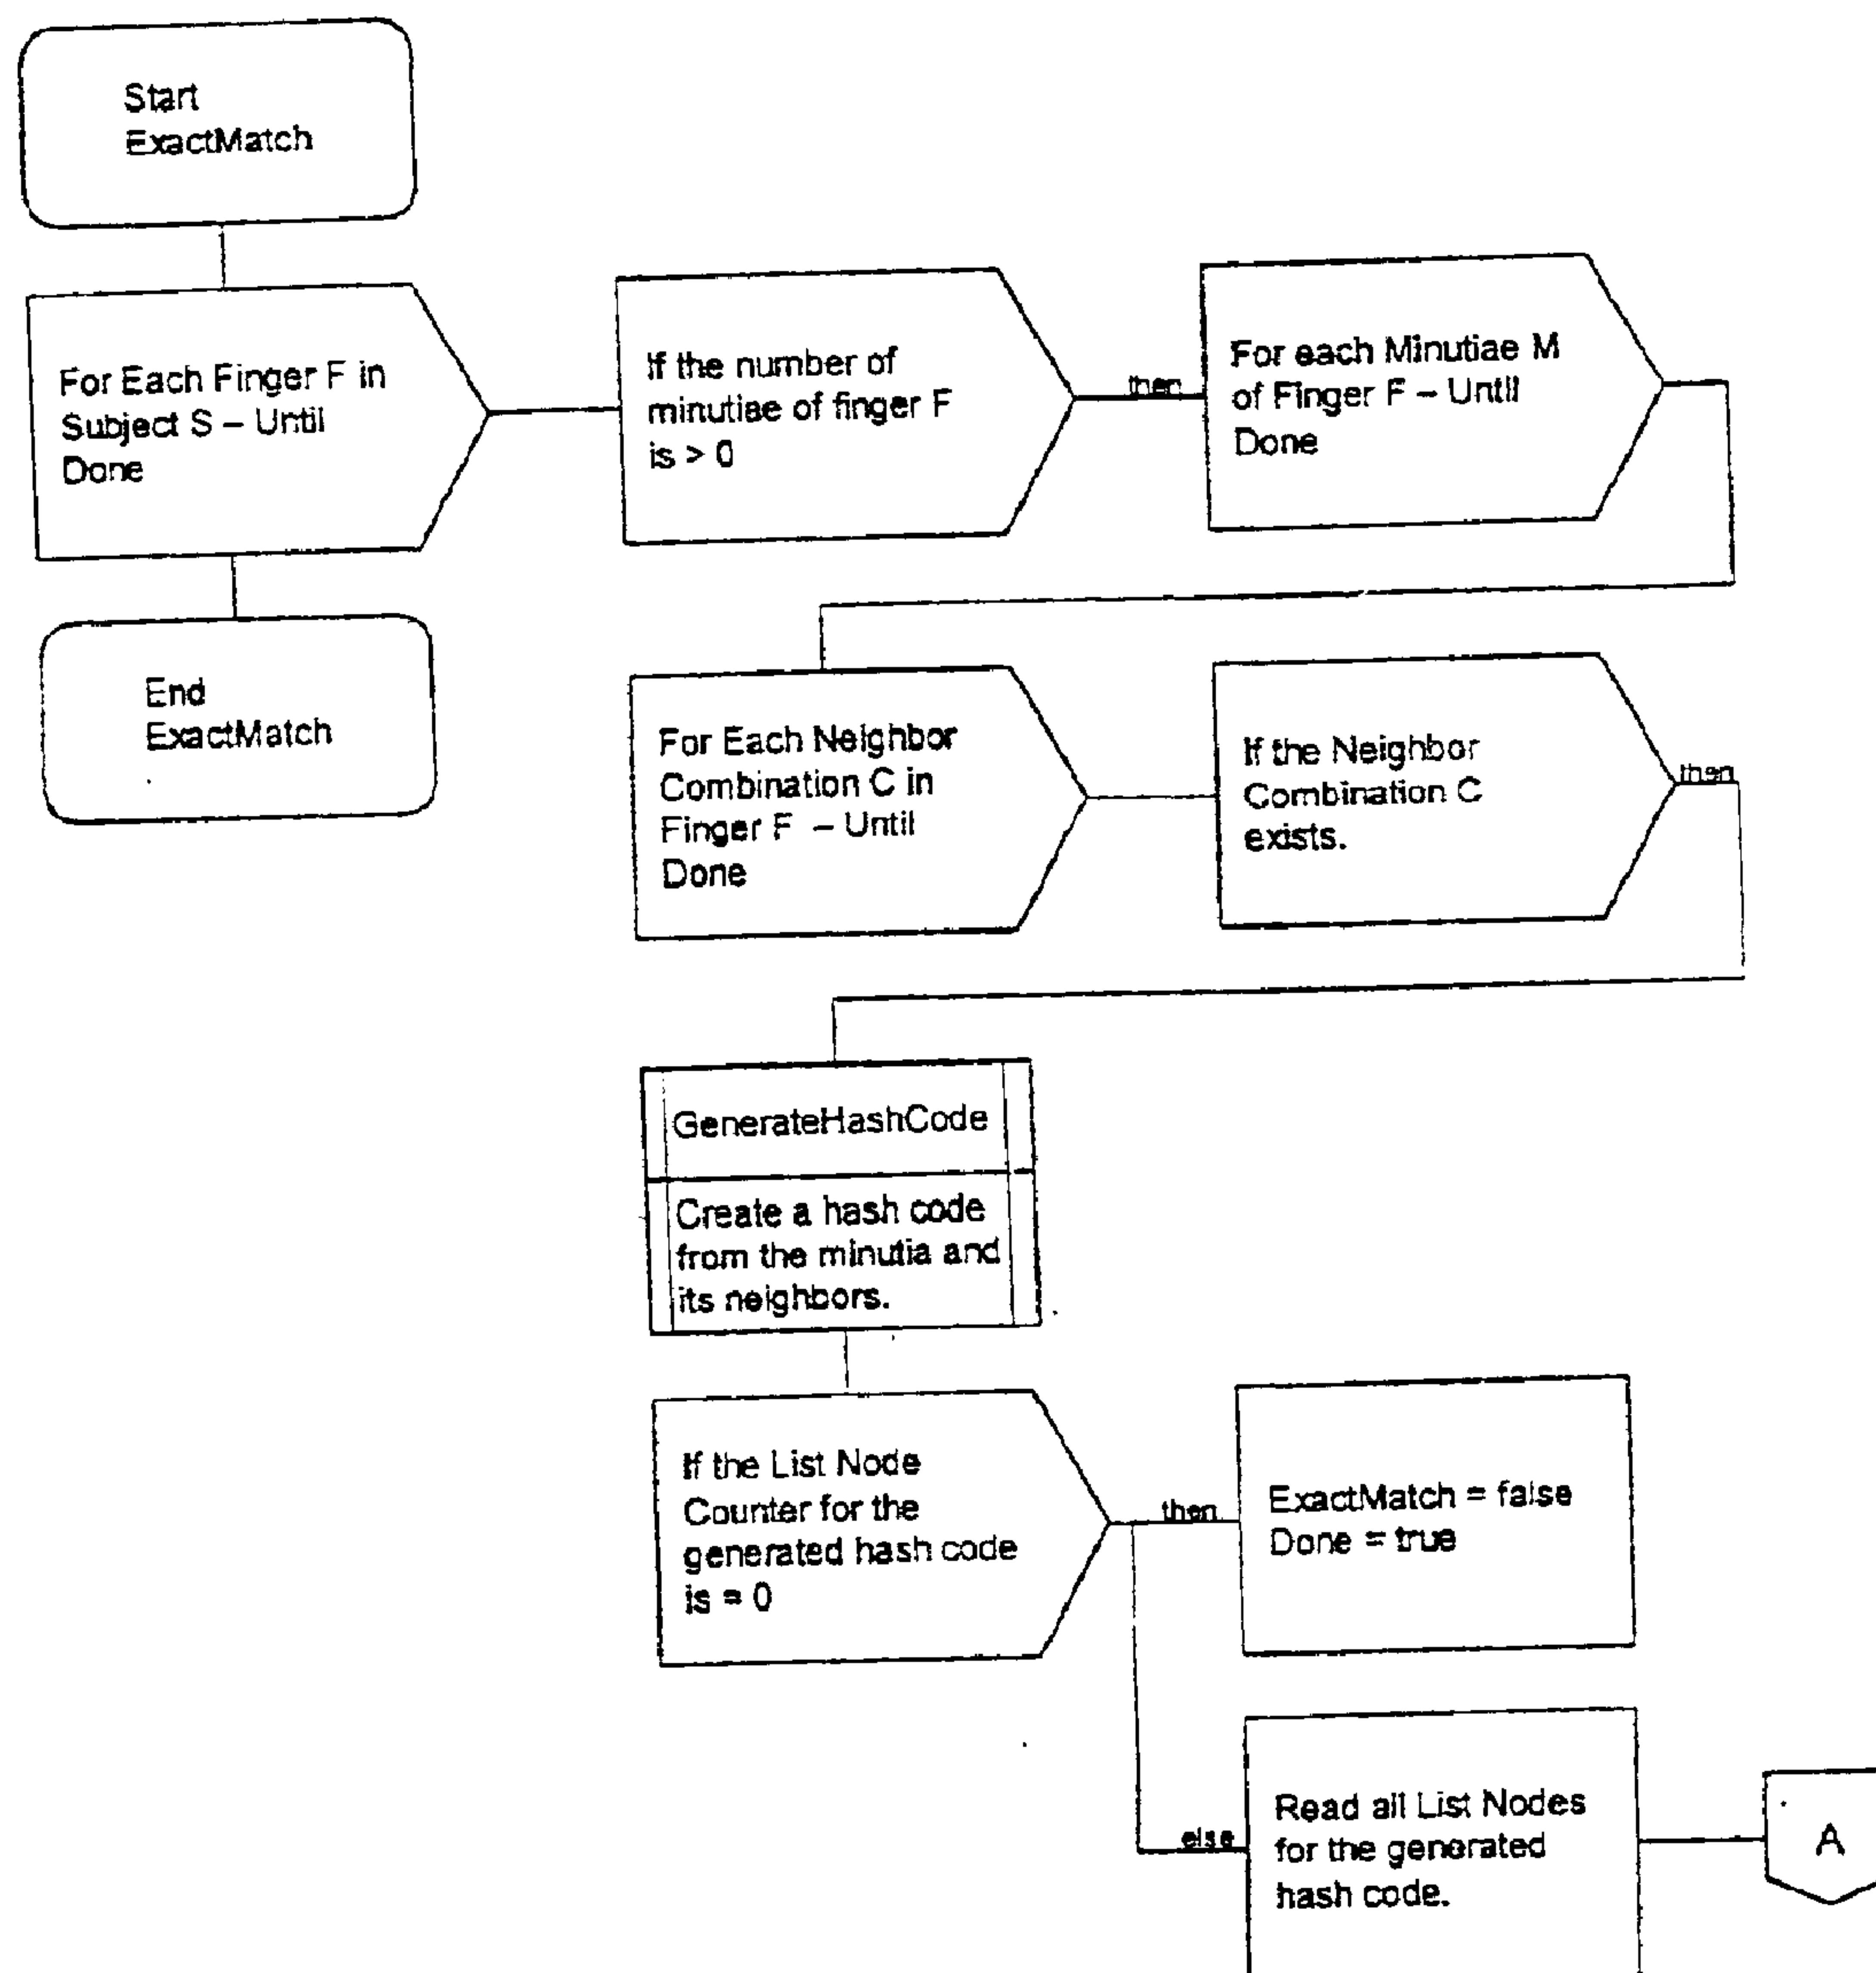 Start
ExactMatch
For Each Finger F in
Subject S – Until
Done
If the number of
minutiae of finger F
is > 0
then
For each Minutiae M
of Finger F – Until
Done
End
ExactMatch
For Each Neighbor
Combination C in
Finger F – Until
Done
If the Neighbor
Combination C
exists.
then
GenerateHashCode
Create a hash code
from the minutia and
its neighbors.
If the List Node
Counter for the
generated hash code
is = 0
then
ExactMatch = false
Done = true
else
Read all List Nodes
for the generated
hash code.
A